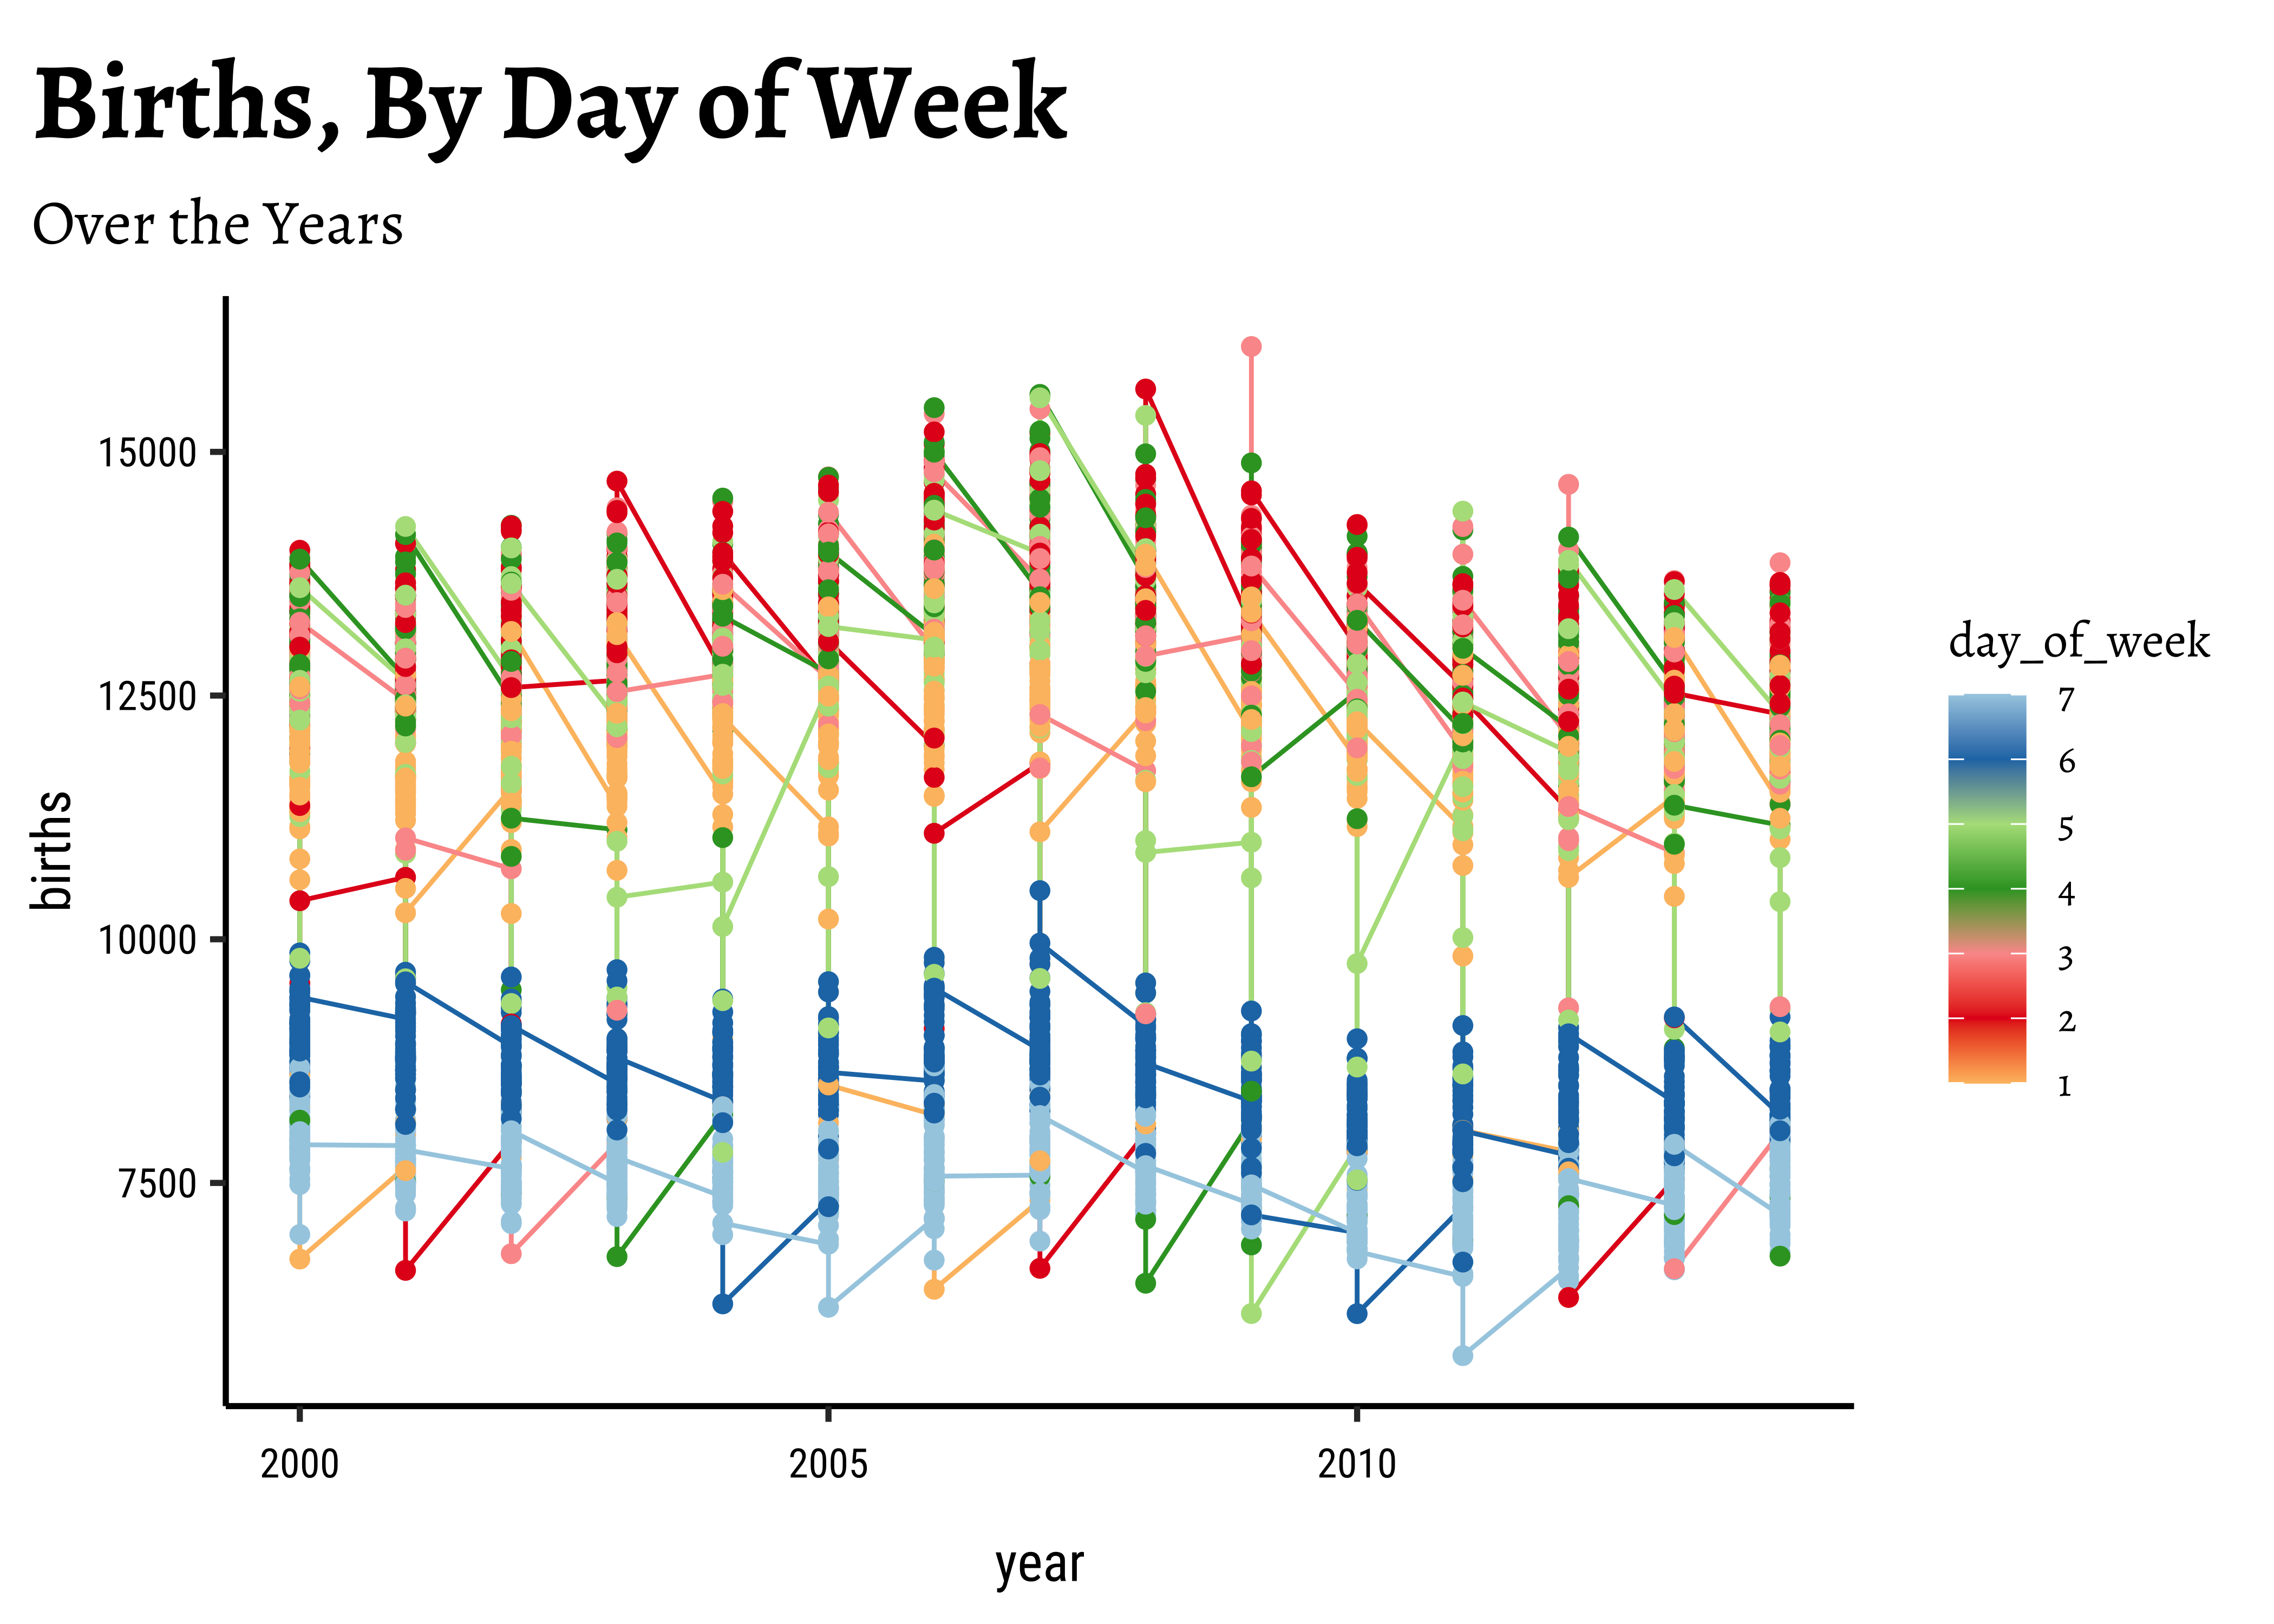 Births, By Day of Week
Over the Years
births
15000
12500
10000
7500
2000
2005
2010
year
day_of_week
7
6
5
4
3
2
1